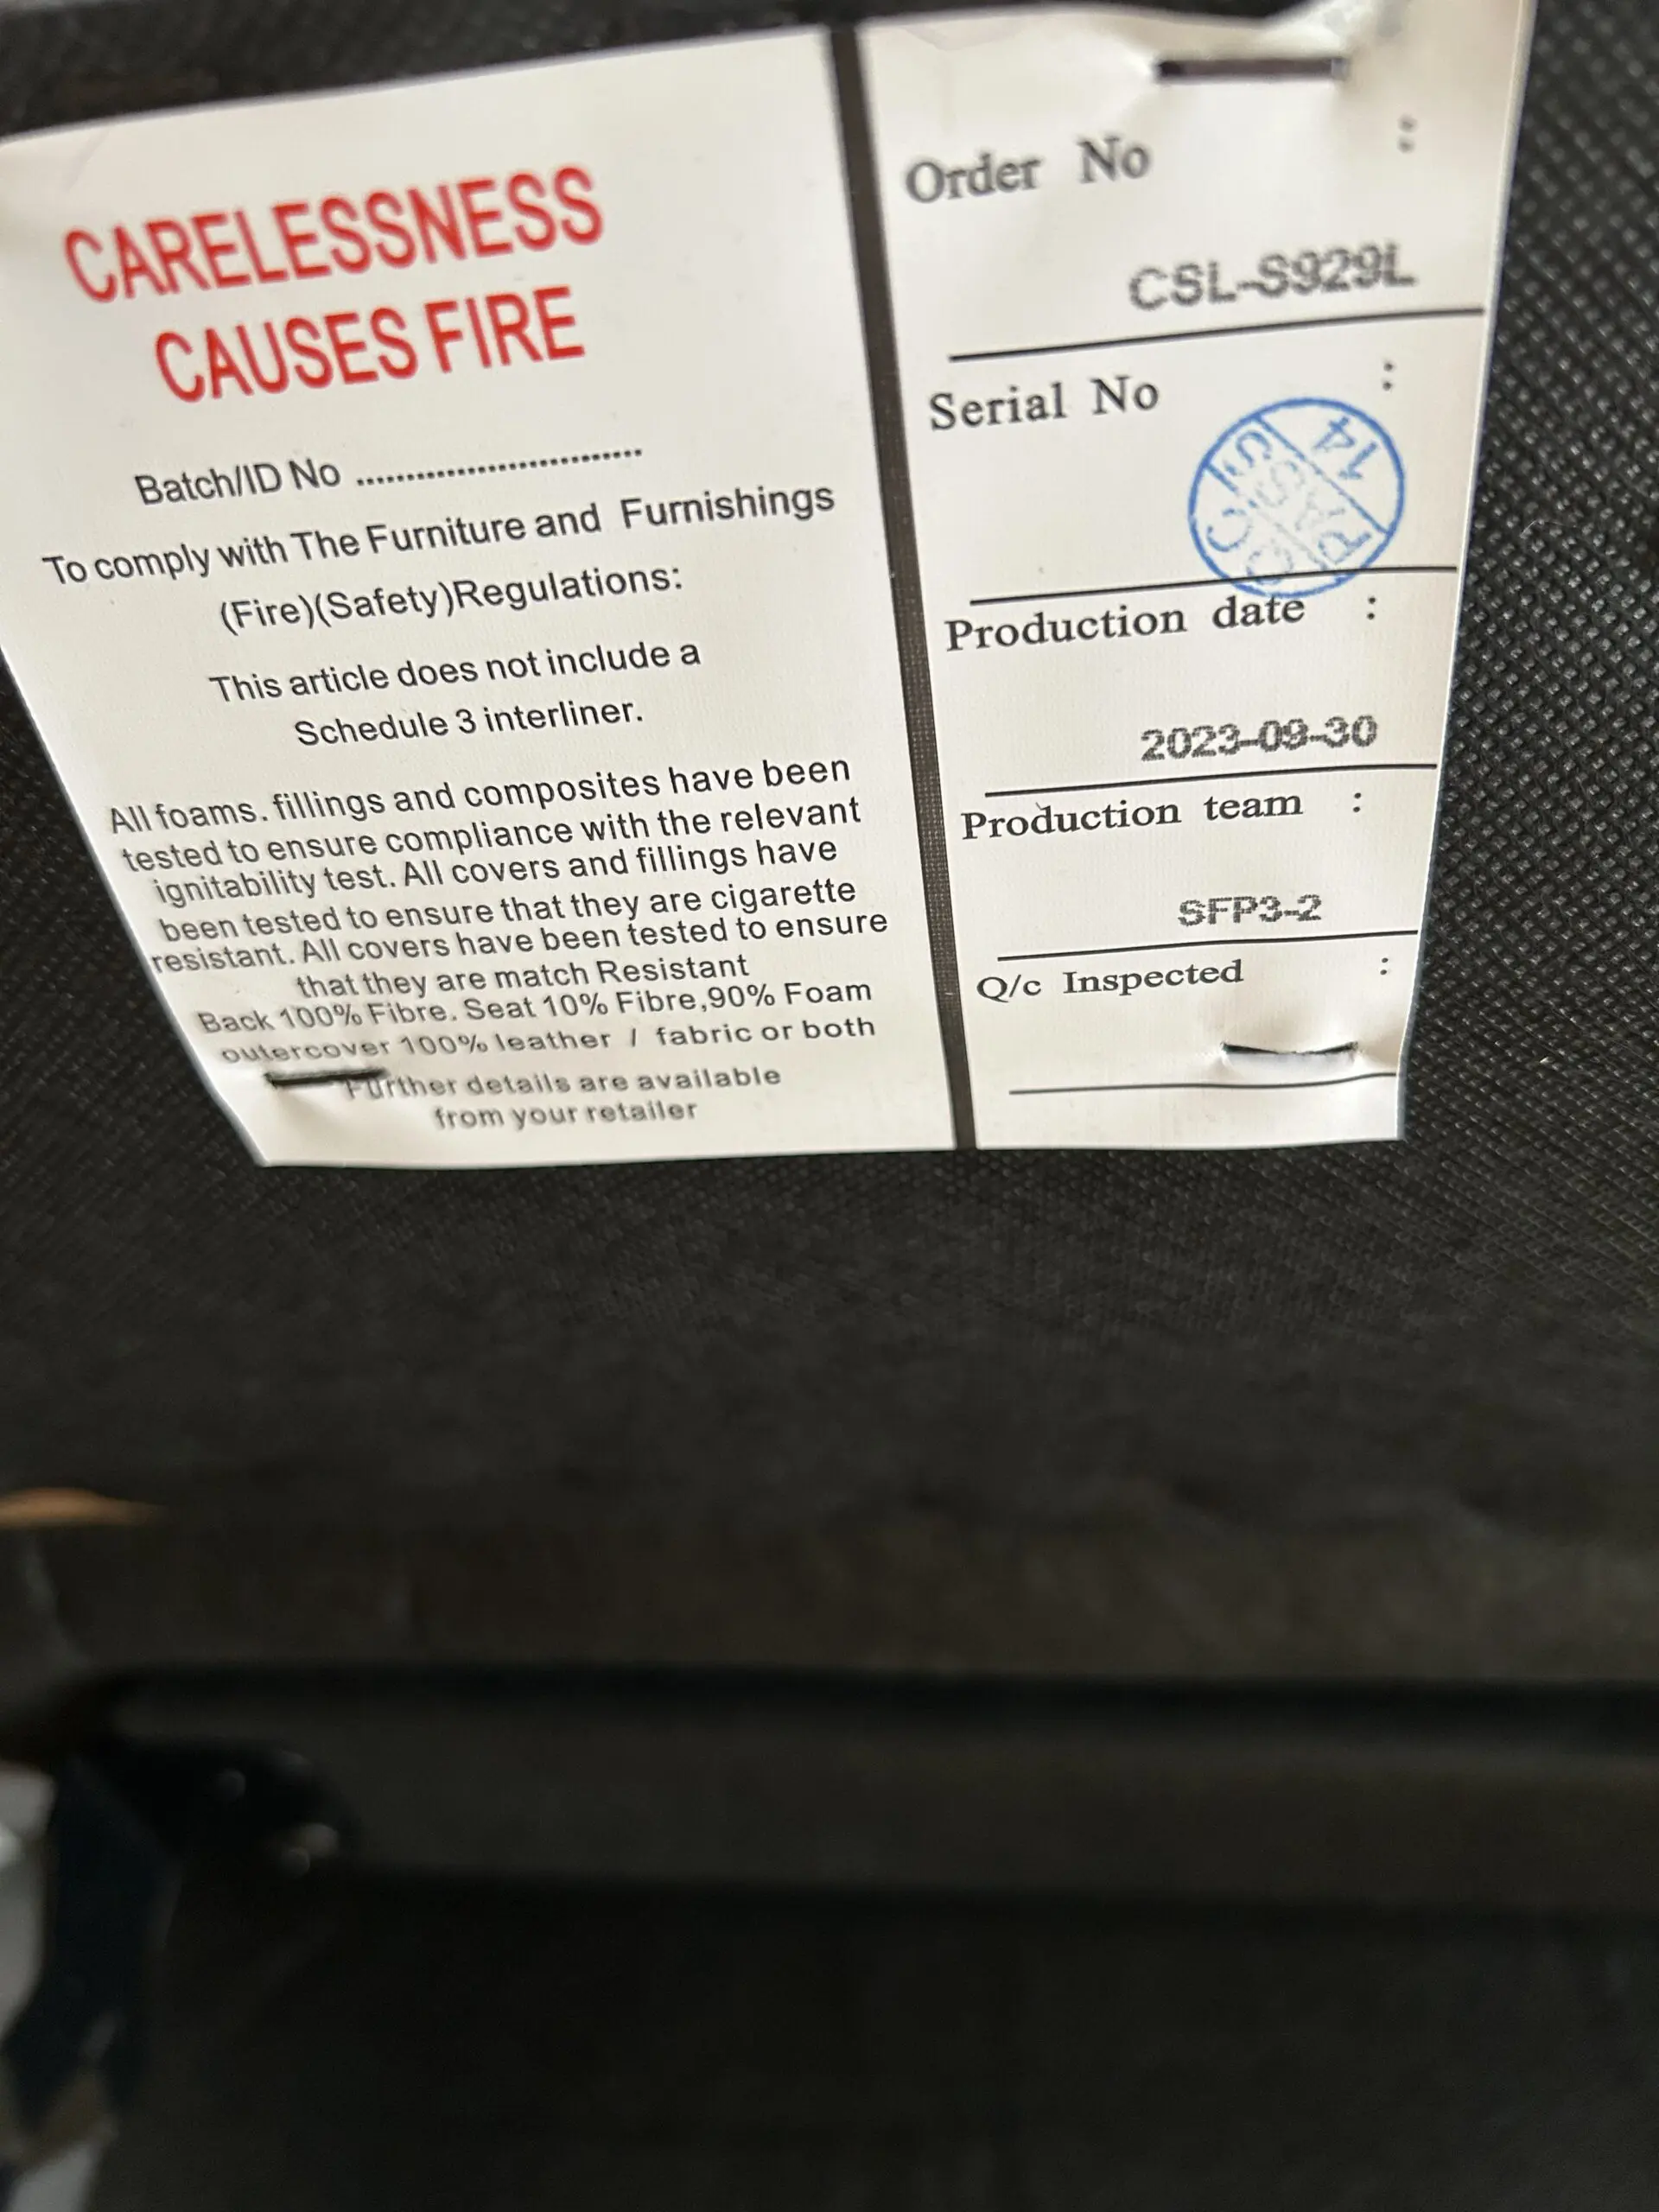 CARELESSNESS
CAUSES FIRE
Batch/ID No ................................
To comply with The Furniture and Furnishings
(Fire)(Safety)Regulations:
This article does not include a
Schedule 3 interliner.
All foams. fillings and composites have been
tested to ensure compliance with the relevant
ignitability test. All covers and fillings have
been tested to ensure that they are cigarette
resistant. All covers have been tested to ensure
that they are match Resistant
Back 100% Fibre. Seat 10% Fibre,90% Foam
outercover 100% leather / fabric or both
Further details are available
from your retailer
Order No :
CSL-S929L
Serial No :
14
PASS
Production date :
2023-09-30
Production team :
SFP3-2
Q/c Inspected :